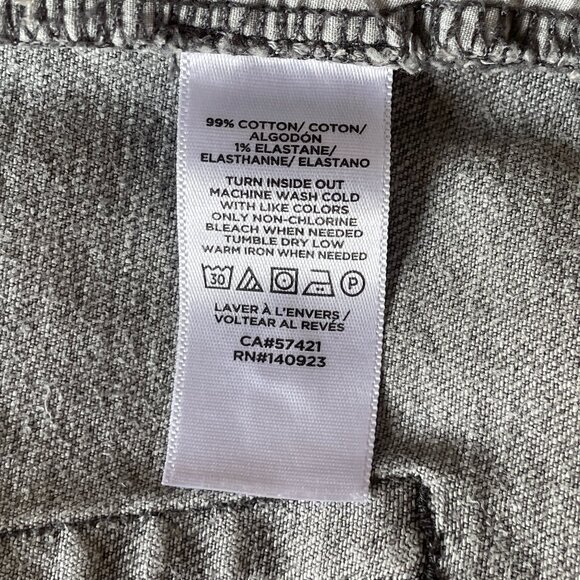 99% COTTON/ COTON/
ALGODÓN
1% ELASTANE/
ELASTHANNE/ ELASTANO
TURN INSIDE OUT
MACHINE WASH COLD
WITH LIKE COLORS
ONLY NON-CHLORINE
BLEACH WHEN NEEDED
TUMBLE DRY LOW
WARM IRON WHEN NEEDED
30 P
LAVER À L'ENVERS /
VOLTEAR AL REVÉS
CA#57421
RN#140923